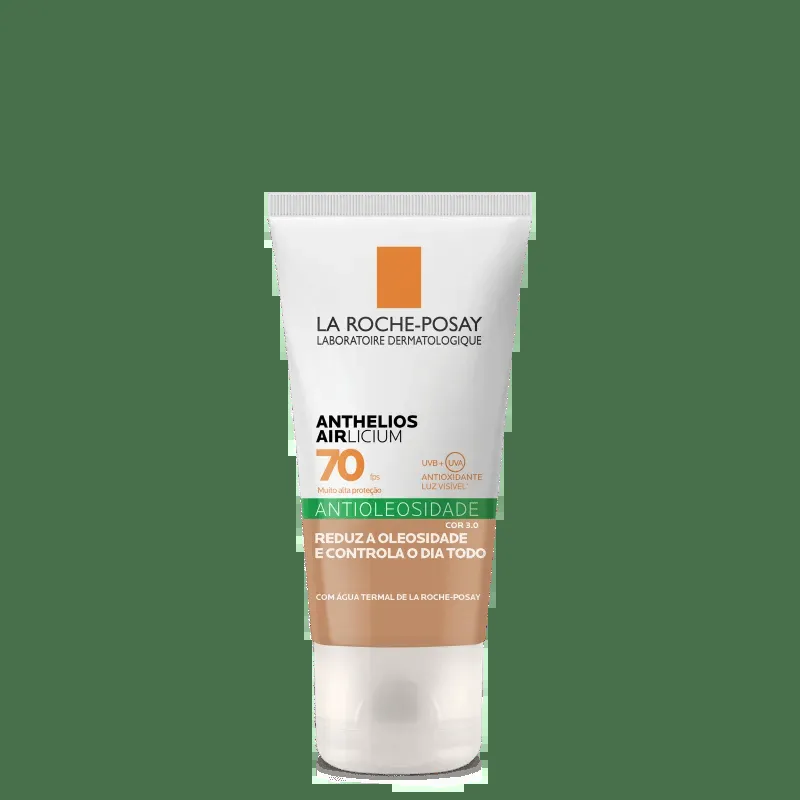 LA ROCHE-POSAY
LABORATOIRE DERMATOLOGIQUE
ANTHELIOS
AIRLICIUM
70 fps
Muito alta proteção
UVB+ UVA
ANTIOXIDANTE
LUZ VISÍVEL*
ANTIOLEOSIDADE
COR 3.0
REDUZ A OLEOSIDADE
E CONTROLA O DIA TODO
COM ÁGUA TERMAL DE LA ROCHE-POSAY